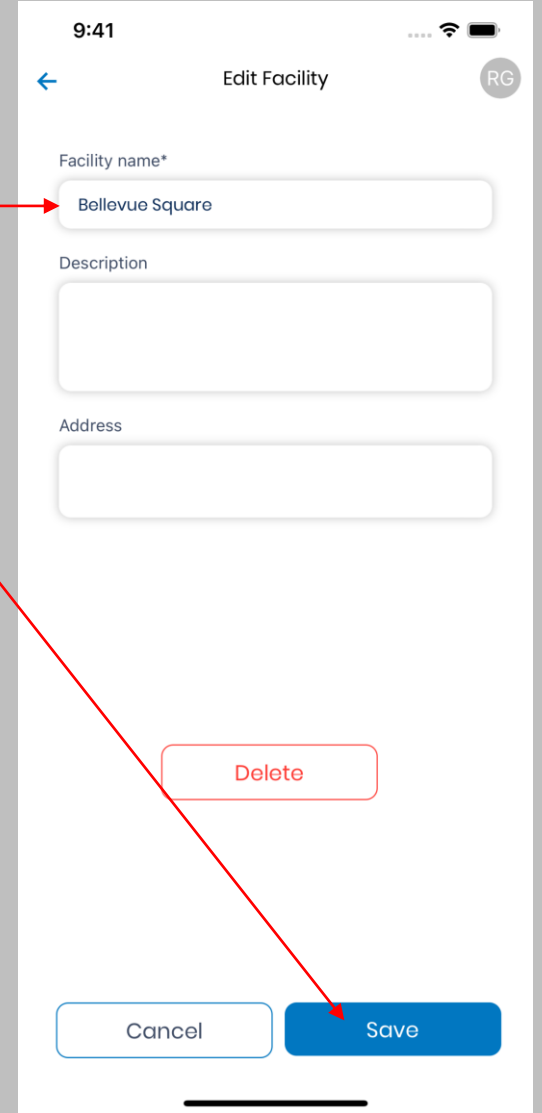 9:41
Edit Facility
RG
Facility name*
Bellevue Square
Description
Address
Delete
Cancel
Save